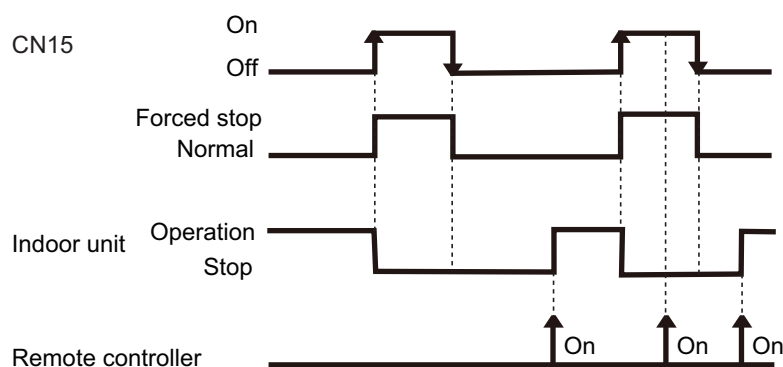 On
CN15
Off
Forced stop
Normal
Operation
Indoor unit
Stop
On
On
On
Remote controller